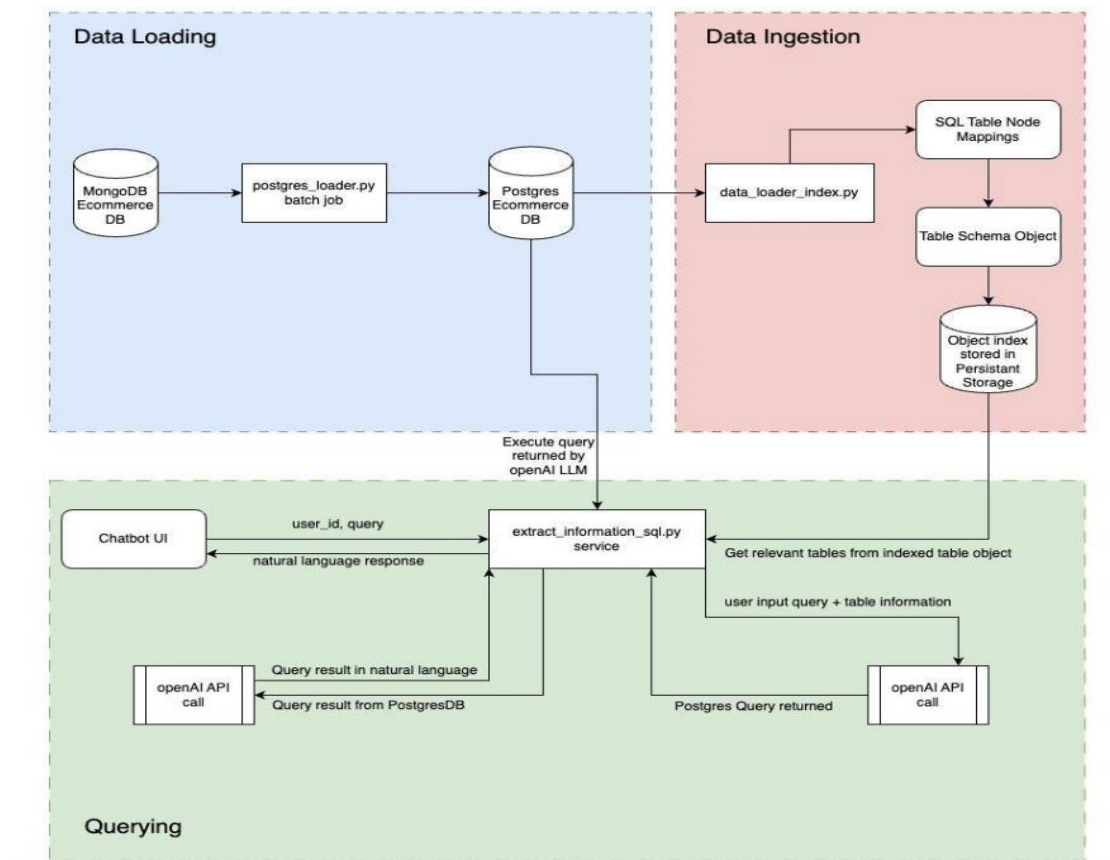 Data Loading
Data Ingestion
SQL Table Node
Mappings
MongoDB
Ecommerce
DB
postgres_loader.py
batch job
Postgres
Ecommerce
DB
data_loader_index.py
Table Schema Object
Object index
stored in
Persistant
Storage
Execute query
returned by
openAI LLM
Chatbot UI
user_id, query
natural language response
extract_information_sql.py
service
Get relevant tables from indexed table object
user input query + table information
openAI API
call
Query result in natural language
Query result from PostgresDB
Postgres Query returned
openAI API
call
Querying